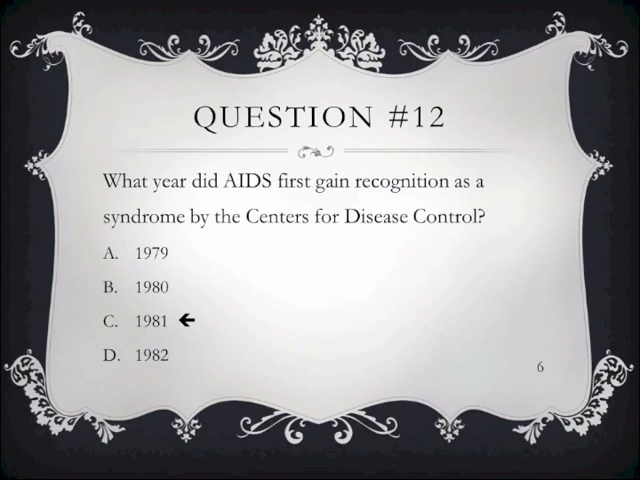 QUESTION #12
What year did AIDS first gain recognition as a
syndrome by the Centers for Disease Control?
A. 1979
B. 1980
C. 1981 🡸
D. 1982
6